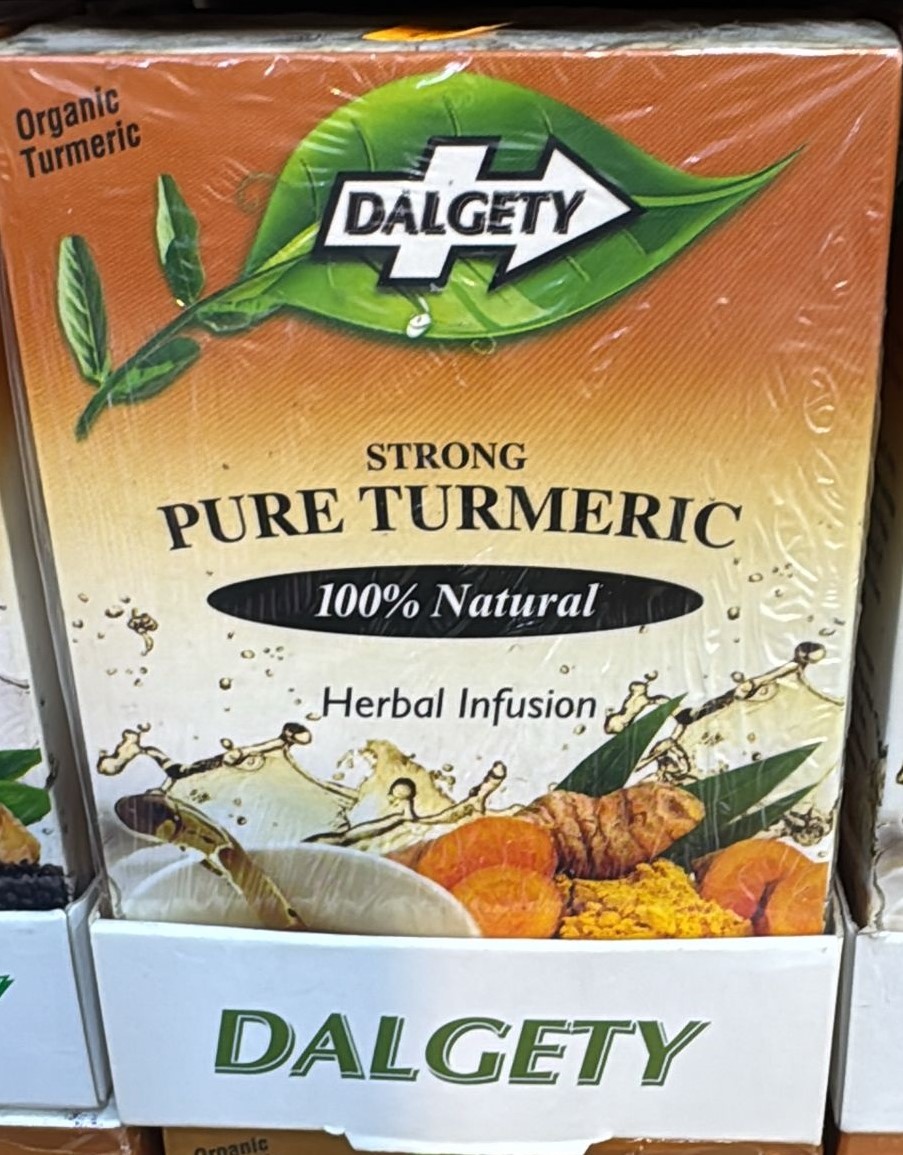 Organic
Turmeric
DALGETY
STRONG
PURE TURMERIC
100% Natural
Herbal Infusion
DALGETY
Organic